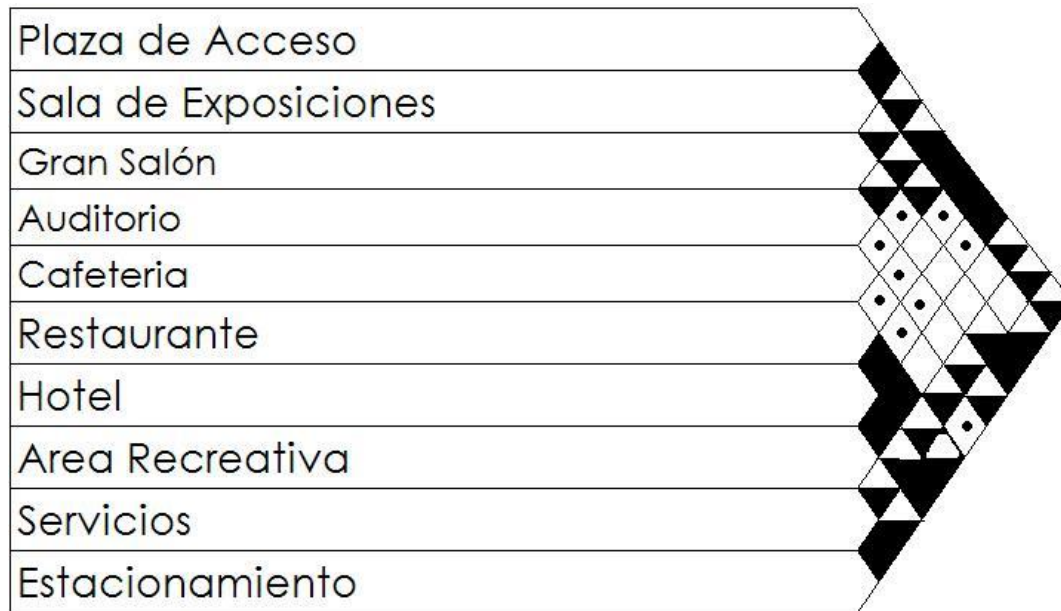 Plaza de Acceso
Sala de Exposiciones
Gran Salón
Auditorio
Cafeteria
Restaurante
Hotel
Area Recreativa
Servicios
Estacionamiento